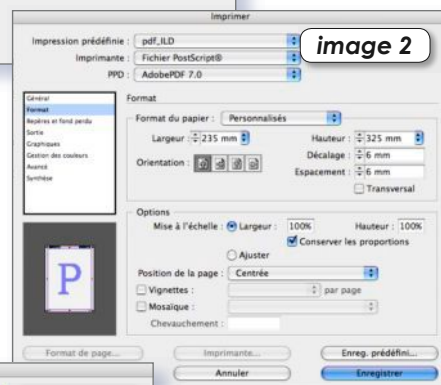 Imprimer
image 2
Impression prédéfinie : pdf_ILD
Imprimante : Fichier PostScript®
PPD : AdobePDF 7.0
Général
Format
Repères et fond perdu
Sortie
Graphiques
Gestion des couleurs
Avancé
Synthèse
Format
Format du papier : Personnalisés
Largeur : 235 mm Hauteur : 325 mm
Orientation : Décalage : 6 mm
Espacement : 6 mm
Transversal
Options
Mise à l'échelle : Largeur : 100% Hauteur : 100%
Conserver les proportions
Ajuster
Position de la page : Centrée
Vignettes : par page
Mosaïque :
Chevauchement :
P
Format de page... Imprimante... Enreg. prédéfini...
Annuler Enregistrer